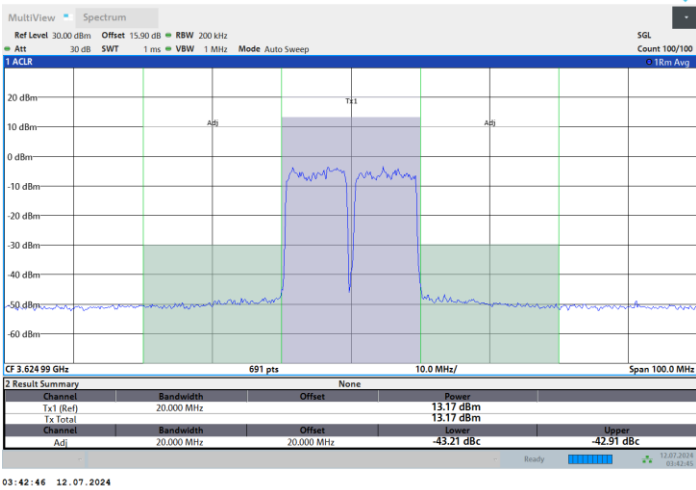 MultiView Spectrum
Ref Level 30.00 dBm Offset 15.90 dB RBW 200 kHz SGL
Att 30 dB SWT 1 ms VBW 1 MHz Mode Auto Sweep Count 100/100
1 ACLR 1Rm Avg
20 dBm
Tx1
10 dBm Adj Adj
0 dBm
-10 dBm
-20 dBm
-30 dBm
-40 dBm
-50 dBm
-60 dBm
CF 3.624 99 GHz 691 pts 10.0 MHz/ Span 100.0 MHz
2 Result Summary None
Channel Bandwidth Offset Power
Tx1 (Ref) 20.000 MHz 13.17 dBm
Tx Total 13.17 dBm
Channel Bandwidth Offset Lower Upper
Adj 20.000 MHz 20.000 MHz -43.21 dBc -42.91 dBc
Ready 12.07.2024
03:42:45
03:42:46 12.07.2024